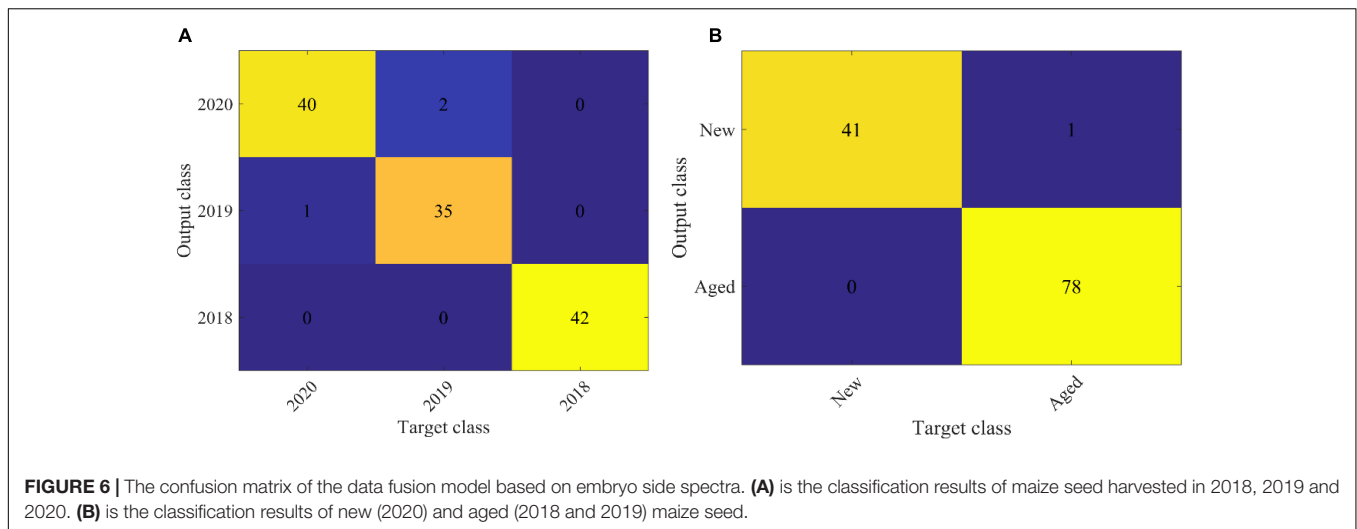 A
B
2020
40
2
0
2019
1
35
0
2018
0
0
42
Output class
2020
2019
2018
Target class
New
41
1
Aged
0
78
Output class
New
Aged
Target class
FIGURE 6 | The confusion matrix of the data fusion model based on embryo side spectra. (A) is the classification results of maize seed harvested in 2018, 2019 and
2020. (B) is the classification results of new (2020) and aged (2018 and 2019) maize seed.